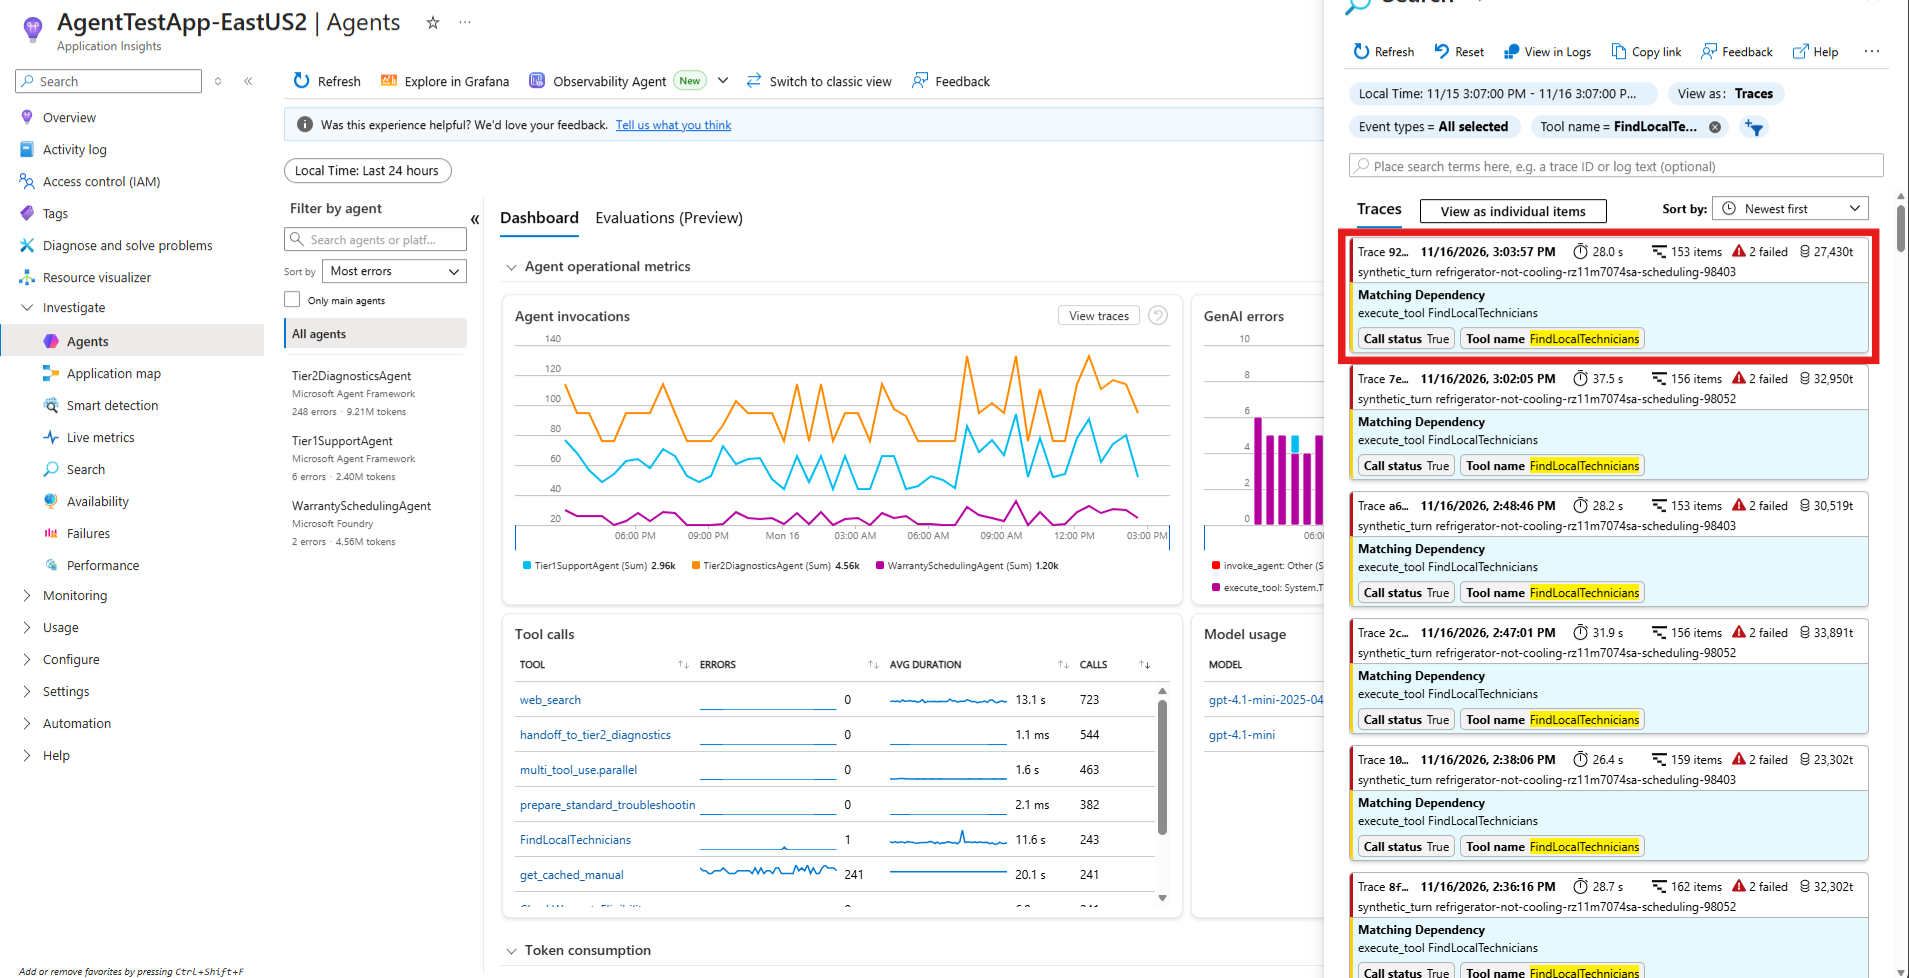 AgentTestApp-EastUS2 | Agents
Application Insights
Search
Overview
Activity log
Access control (IAM)
Tags
Diagnose and solve problems
Resource visualizer
Investigate
Agents
Application map
Smart detection
Live metrics
Search
Availability
Failures
Performance
Monitoring
Usage
Configure
Settings
Automation
Help
Add or remove favorites by pressing Ctrl+Shift+F
Refresh
Explore in Grafana
Observability Agent New
Switch to classic view
Feedback
Was this experience helpful? We'd love your feedback. Tell us what you think
Local Time: Last 24 hours
Filter by agent
Search agents or platf...
Sort by Most errors
Only main agents
All agents
Tier2DiagnosticsAgent
Microsoft Agent Framework
248 errors · 9.21M tokens
Tier1SupportAgent
Microsoft Agent Framework
6 errors · 2.40M tokens
WarrantySchedulingAgent
Microsoft Foundry
2 errors · 4.56M tokens
Dashboard Evaluations (Preview)
Agent operational metrics
Agent invocations View traces
140
120
100
80
60
40
20
06:00 PM 09:00 PM Mon 16 03:00 AM 06:00 AM 09:00 AM 12:00 PM 03:00 PM
Tier1SupportAgent (Sum) 2.96k Tier2DiagnosticsAgent (Sum) 4.56k WarrantySchedulingAgent (Sum) 1.20k
GenAI errors
10
8
6
4
2
0
06:00
invoke_agent: Other (S
execute_tool: System.T
Tool calls
TOOL ERRORS AVG DURATION CALLS
web_search 0 13.1 s 723
handoff_to_tier2_diagnostics 0 1.1 ms 544
multi_tool_use.parallel 0 1.6 s 463
prepare_standard_troubleshootin 0 2.1 ms 382
FindLocalTechnicians 1 11.6 s 243
get_cached_manual 241 20.1 s 241
Model usage
MODEL
gpt-4.1-mini-2025-04
gpt-4.1-mini
Token consumption
Search
Refresh Reset View in Logs Copy link Feedback Help
Local Time: 11/15 3:07:00 PM - 11/16 3:07:00 P... View as: Traces
Event types = All selected Tool name = FindLocalTe...
Place search terms here, e.g. a trace ID or log text (optional)
Traces View as individual items Sort by: Newest first
Trace 92... 11/16/2026, 3:03:57 PM 28.0 s 153 items 2 failed 27,430t
synthetic_turn refrigerator-not-cooling-rz11m7074sa-scheduling-98403
Matching Dependency
execute_tool FindLocalTechnicians
Call status True Tool name FindLocalTechnicians
Trace 7e... 11/16/2026, 3:02:05 PM 37.5 s 156 items 2 failed 32,950t
synthetic_turn refrigerator-not-cooling-rz11m7074sa-scheduling-98052
Matching Dependency
execute_tool FindLocalTechnicians
Call status True Tool name FindLocalTechnicians
Trace a6... 11/16/2026, 2:48:46 PM 28.2 s 153 items 2 failed 30,519t
synthetic_turn refrigerator-not-cooling-rz11m7074sa-scheduling-98403
Matching Dependency
execute_tool FindLocalTechnicians
Call status True Tool name FindLocalTechnicians
Trace 2c... 11/16/2026, 2:47:01 PM 31.9 s 156 items 2 failed 33,891t
synthetic_turn refrigerator-not-cooling-rz11m7074sa-scheduling-98052
Matching Dependency
execute_tool FindLocalTechnicians
Call status True Tool name FindLocalTechnicians
Trace 10... 11/16/2026, 2:38:06 PM 26.4 s 159 items 2 failed 23,302t
synthetic_turn refrigerator-not-cooling-rz11m7074sa-scheduling-98403
Matching Dependency
execute_tool FindLocalTechnicians
Call status True Tool name FindLocalTechnicians
Trace 8f... 11/16/2026, 2:36:16 PM 28.7 s 162 items 2 failed 32,302t
synthetic_turn refrigerator-not-cooling-rz11m7074sa-scheduling-98052
Matching Dependency
execute_tool FindLocalTechnicians
Call status True Tool name FindLocalTechnicians